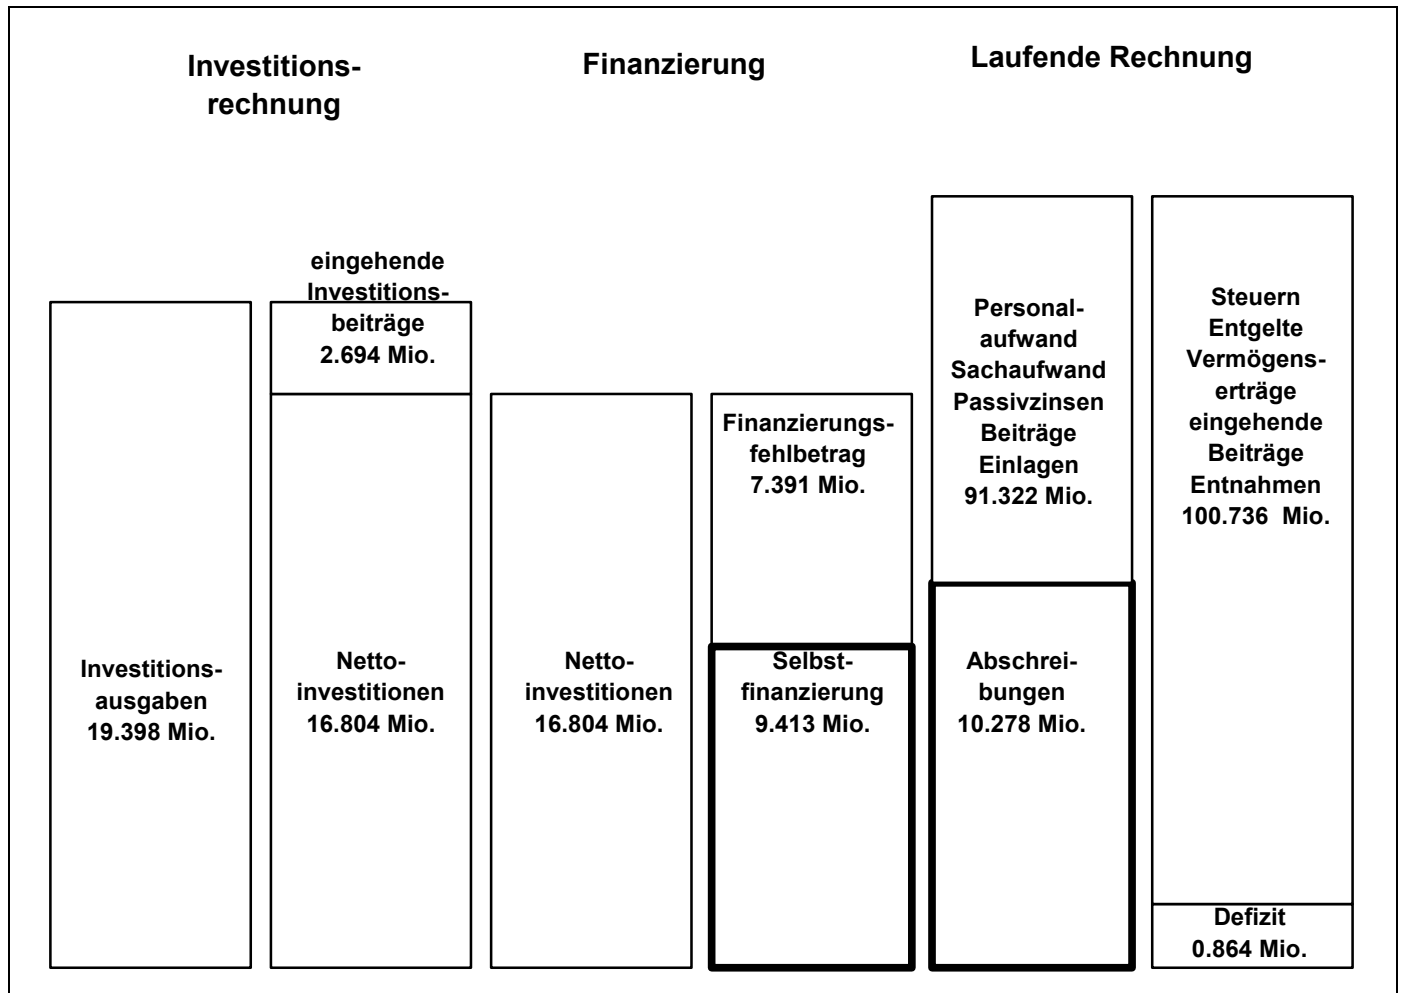 Investitions-
rechnung
Finanzierung
Laufende Rechnung
Investitions-
ausgaben
19.398 Mio.
eingehende
Investitions-
beiträge
2.694 Mio.
Netto-
investitionen
16.804 Mio.
Netto-
investitionen
16.804 Mio.
Finanzierungs-
fehlbetrag
7.391 Mio.
Selbst-
finanzierung
9.413 Mio.
Personal-
aufwand
Sachaufwand
Passivzinsen
Beiträge
Einlagen
91.322 Mio.
Abschrei-
bungen
10.278 Mio.
Steuern
Entgelte
Vermögens-
erträge
eingehende
Beiträge
Entnahmen
100.736 Mio.
Defizit
0.864 Mio.